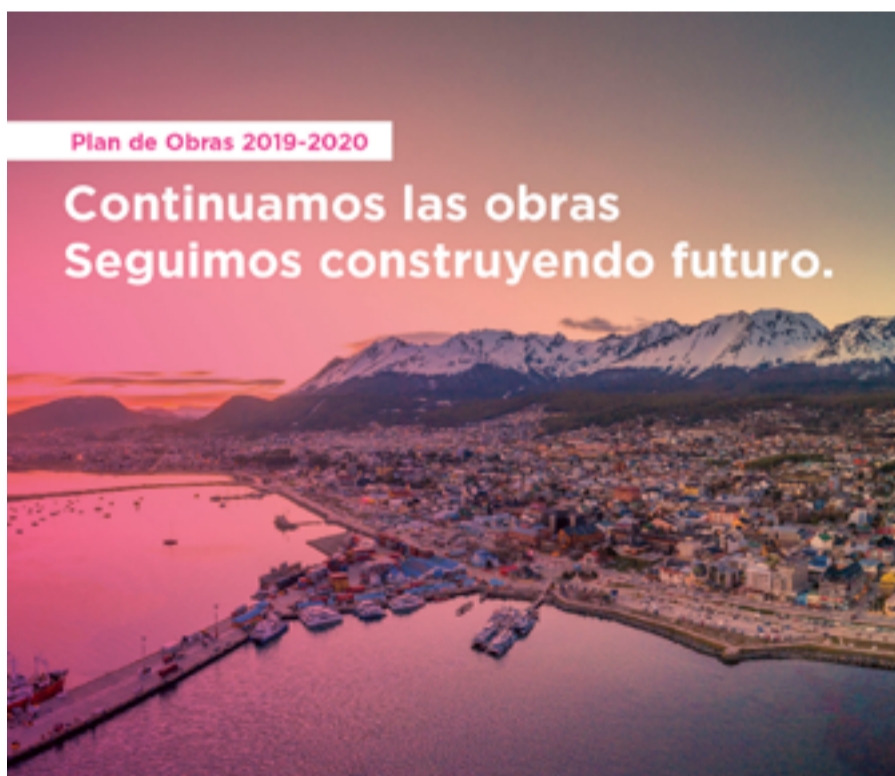 Plan de Obras 2019-2020
Continuamos las obras
Seguimos construyendo futuro.